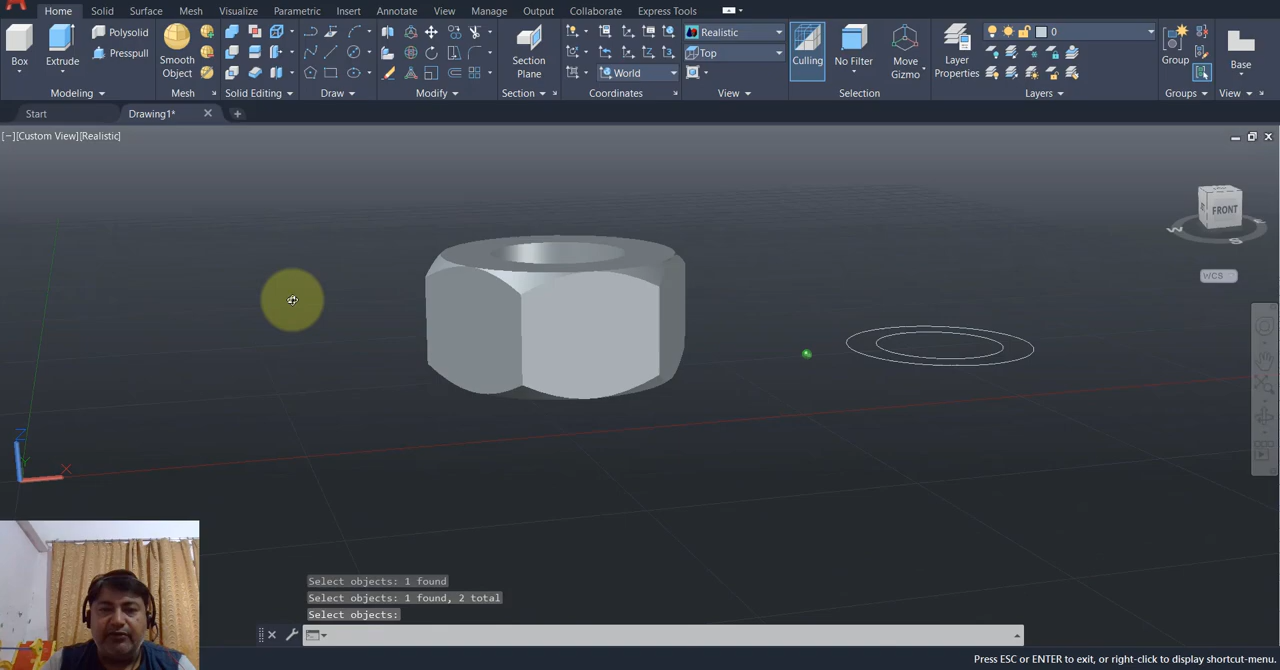 Home Solid Surface Mesh Visualize Parametric Insert Annotate View Manage Output Collaborate Express Tools
Box Extrude Polysolid Presspull Smooth Object Section Plane World Realistic Top Culling No Filter Move Gizmo Layer Properties 0 Group Base
Modeling Mesh Solid Editing Draw Modify Section Coordinates View Selection Layers Groups View
Start Drawing1*
[−][Custom View][Realistic]
FRONT
W S
WCS
Z
Y
X
Select objects: 1 found
Select objects: 1 found, 2 total
Select objects:
Press ESC or ENTER to exit, or right-click to display shortcut-menu.